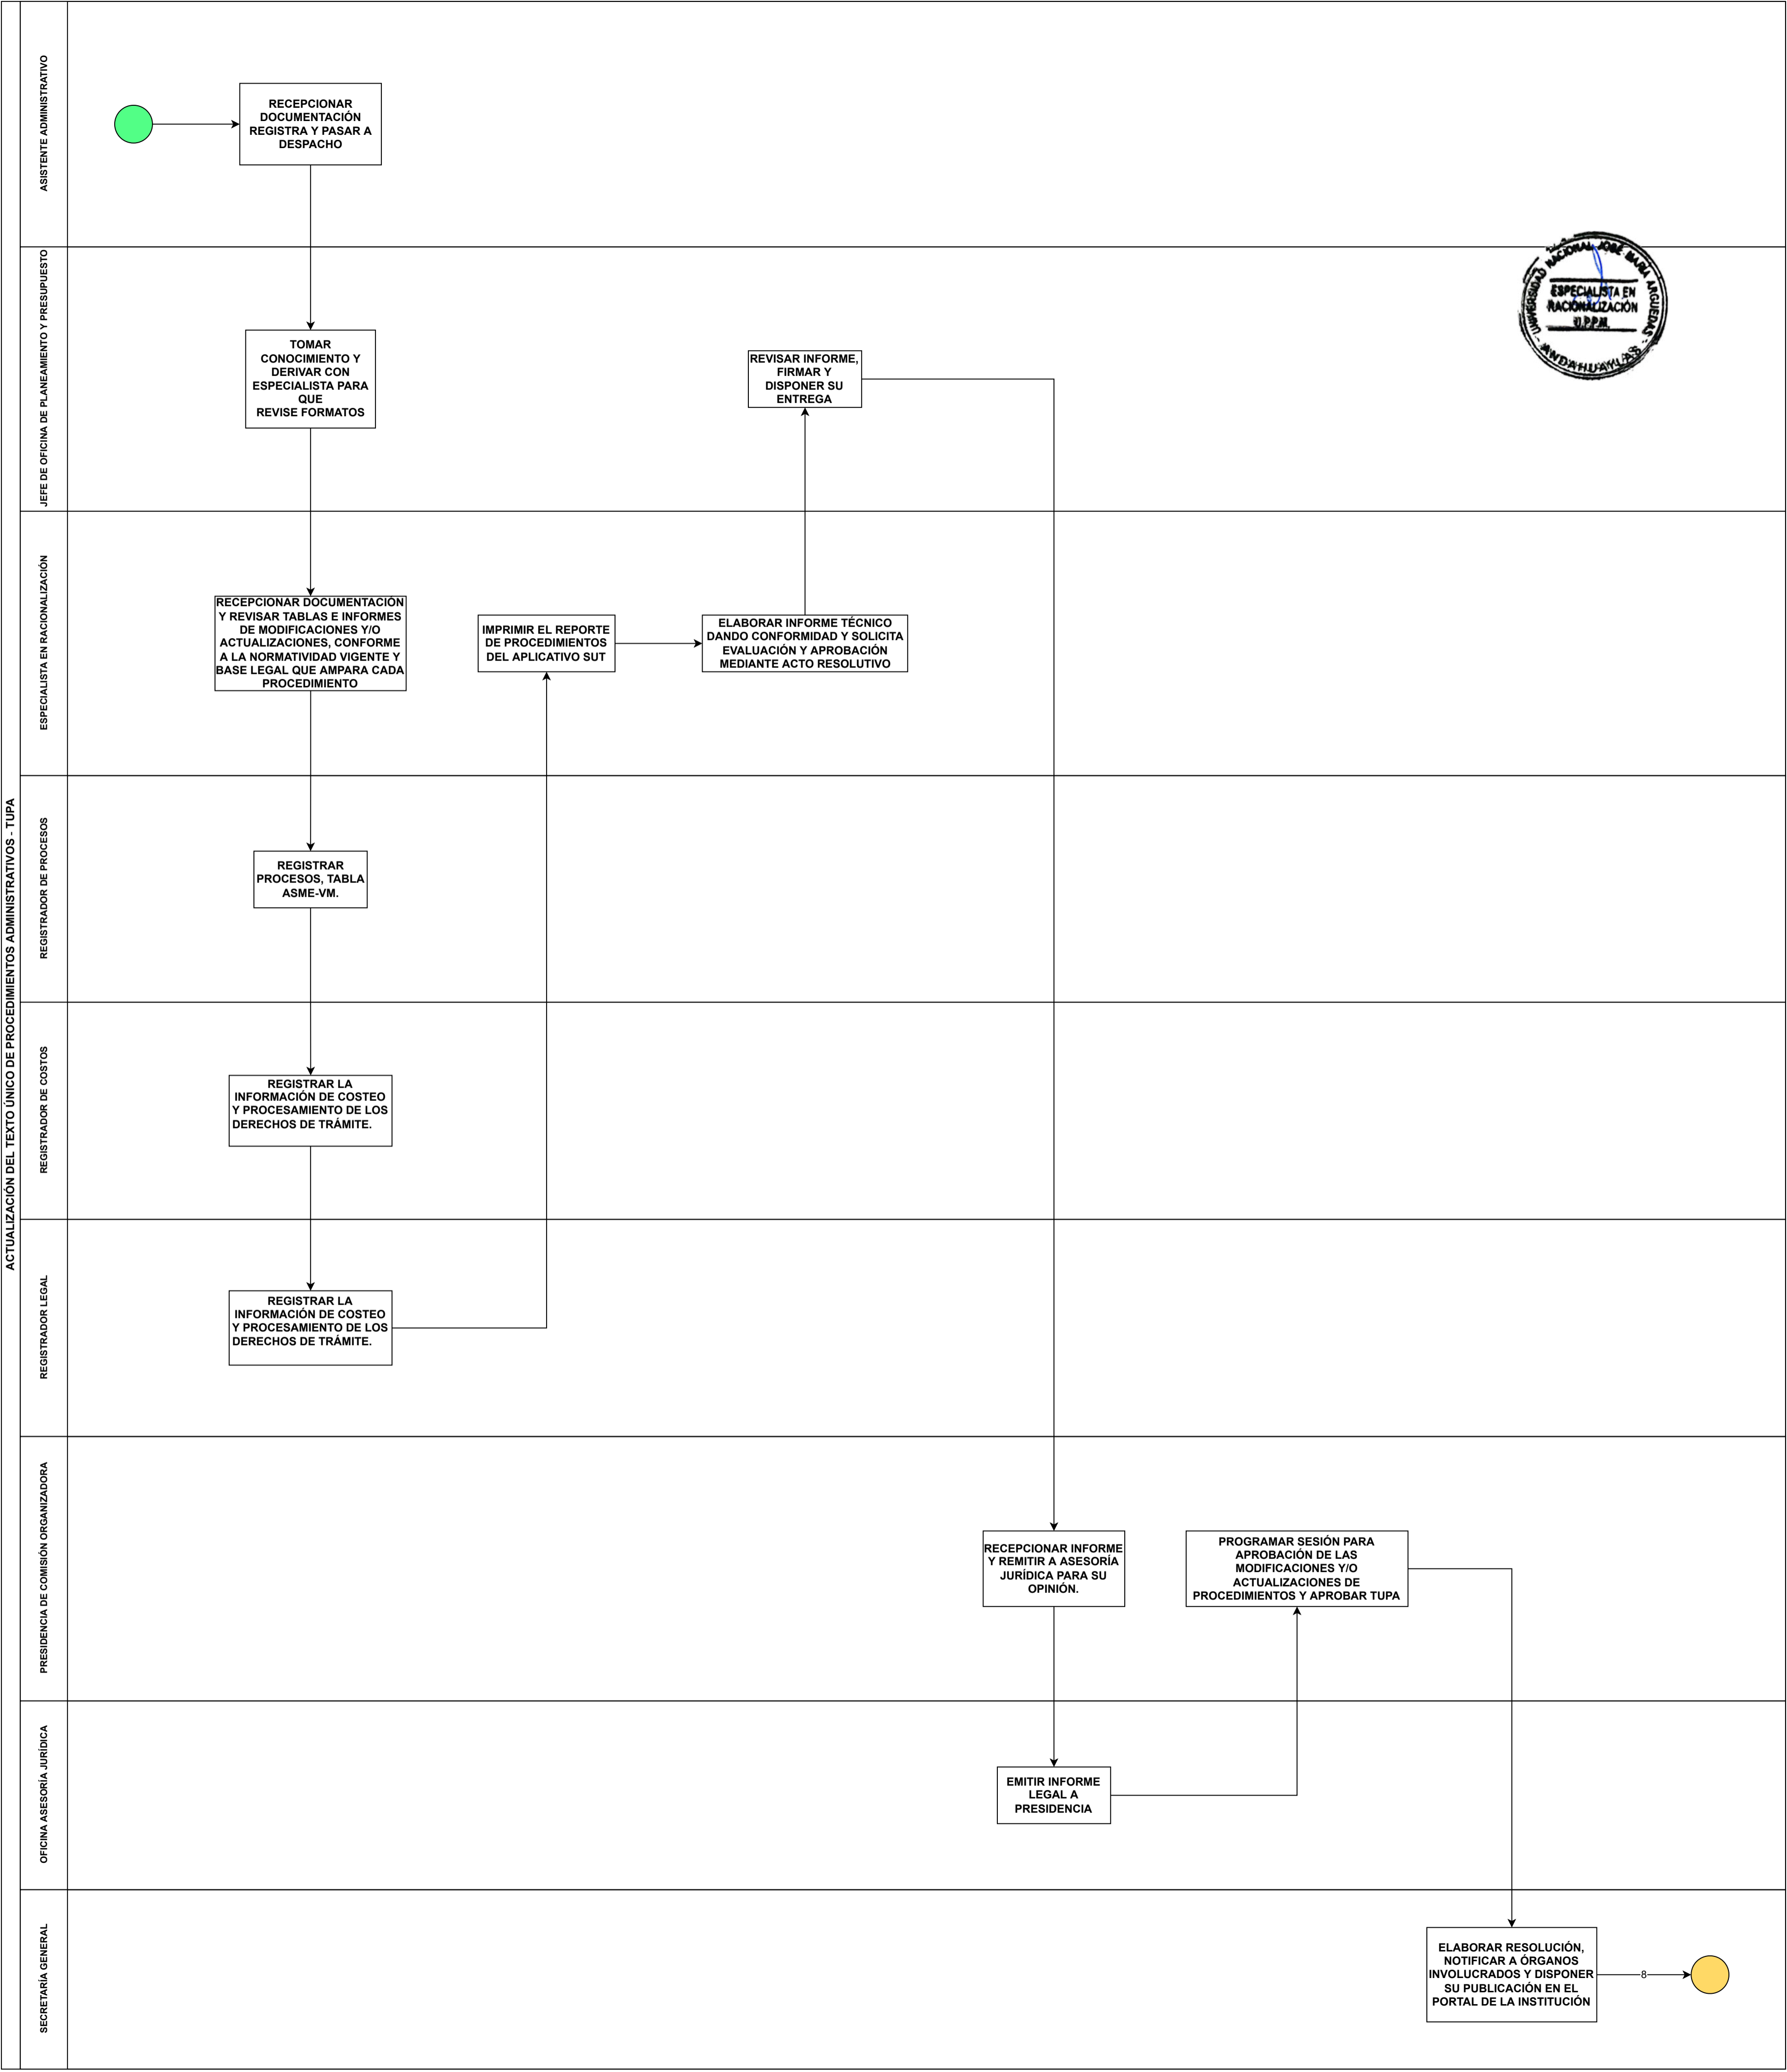 ACTUALIZACIÓN DEL TEXTO ÚNICO DE PROCEDIMIENTOS ADMINISTRATIVOS - TUPA
ASISTENTE ADMINISTRATIVO
RECEPCIONAR
DOCUMENTACIÓN
REGISTRA Y PASAR A
DESPACHO
JEFE DE OFICINA DE PLANEAMIENTO Y PRESUPUESTO
TOMAR
CONOCIMIENTO Y
DERIVAR CON
ESPECIALISTA PARA
QUE
REVISE FORMATOS
REVISAR INFORME,
FIRMAR Y
DISPONER SU
ENTREGA
UNIVERSIDAD NACIONAL JOSÉ MARÍA ARGUEDAS
ESPECIALISTA EN
RACIONALIZACIÓN
U.P.P.M.
- ANDAHUAYLAS -
ESPECIALISTA EN RACIONALIZACIÓN
RECEPCIONAR DOCUMENTACIÓN
Y REVISAR TABLAS E INFORMES
DE MODIFICACIONES Y/O
ACTUALIZACIONES, CONFORME
A LA NORMATIVIDAD VIGENTE Y
BASE LEGAL QUE AMPARA CADA
PROCEDIMIENTO
IMPRIMIR EL REPORTE
DE PROCEDIMIENTOS
DEL APLICATIVO SUT
ELABORAR INFORME TÉCNICO
DANDO CONFORMIDAD Y SOLICITA
EVALUACIÓN Y APROBACIÓN
MEDIANTE ACTO RESOLUTIVO
REGISTRADOR DE PROCESOS
REGISTRAR
PROCESOS, TABLA
ASME-VM.
REGISTRADOR DE COSTOS
REGISTRAR LA
INFORMACIÓN DE COSTEO
Y PROCESAMIENTO DE LOS
DERECHOS DE TRÁMITE.
REGISTRADOR LEGAL
REGISTRAR LA
INFORMACIÓN DE COSTEO
Y PROCESAMIENTO DE LOS
DERECHOS DE TRÁMITE.
PRESIDENCIA DE COMISIÓN ORGANIZADORA
RECEPCIONAR INFORME
Y REMITIR A ASESORÍA
JURÍDICA PARA SU
OPINIÓN.
PROGRAMAR SESIÓN PARA
APROBACIÓN DE LAS
MODIFICACIONES Y/O
ACTUALIZACIONES DE
PROCEDIMIENTOS Y APROBAR TUPA
OFICINA ASESORÍA JURÍDICA
EMITIR INFORME
LEGAL A
PRESIDENCIA
SECRETARÍA GENERAL
ELABORAR RESOLUCIÓN,
NOTIFICAR A ÓRGANOS
INVOLUCRADOS Y DISPONER
SU PUBLICACIÓN EN EL
PORTAL DE LA INSTITUCIÓN
8